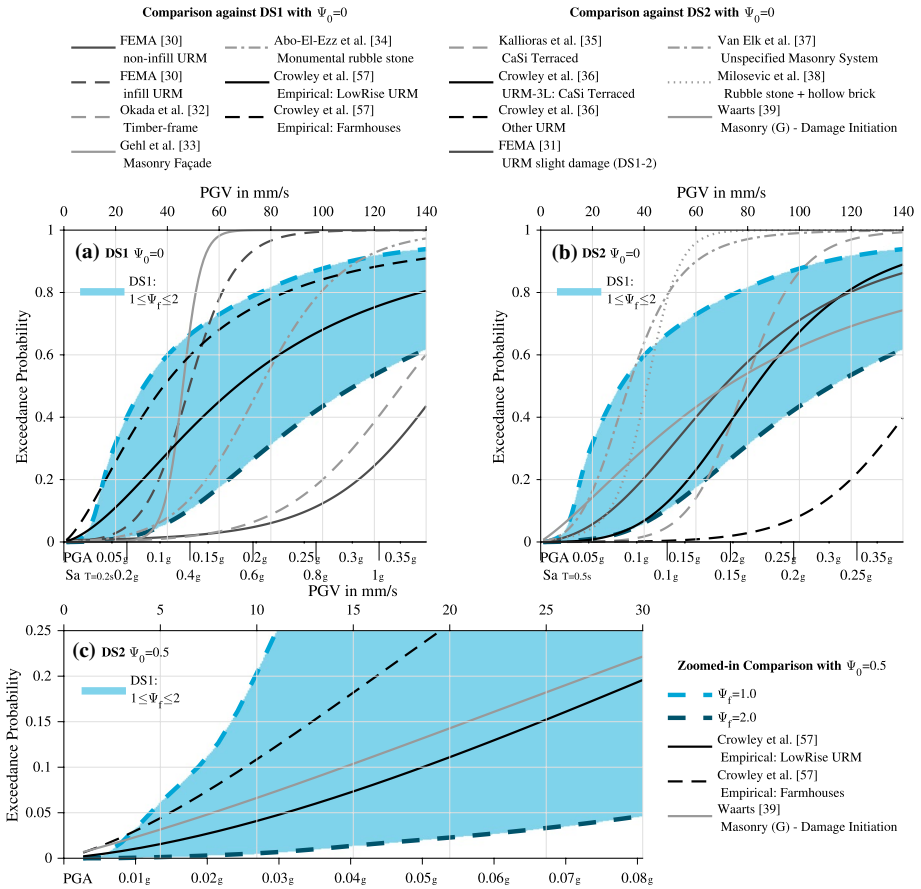 Comparison against DS1 with Ψ0=0
FEMA [30]
non-infill URM
FEMA [30]
infill URM
Okada et al. [32]
Timber-frame
Gehl et al. [33]
Masonry Façade
Abo-El-Ezz et al. [34]
Monumental rubble stone
Crowley et al. [57]
Empirical: LowRise URM
Crowley et al. [57]
Empirical: Farmhouses
Comparison against DS2 with Ψ0=0
Kallioras et al. [35]
CaSi Terraced
Crowley et al. [36]
URM-3L: CaSi Terraced
Crowley et al. [36]
Other URM
FEMA [31]
URM slight damage (DS1-2)
Van Elk et al. [37]
Unspecified Masonry System
Milosevic et al. [38]
Rubble stone + hollow brick
Waarts [39]
Masonry (G) - Damage Initiation
PGV in mm/s
0 20 40 60 80 100 120 140
(a) DS1 Ψ0=0
DS1:
1≤Ψf≤2
Exceedance Probability
1
0.8
0.6
0.4
0.2
0
PGA 0.05g 0.1g 0.15g 0.2g 0.25g 0.3g 0.35g
Sa T=0.2s 0.2g 0.4g 0.6g 0.8g 1g
PGV in mm/s
0 20 40 60 80 100 120 140
(b) DS2 Ψ0=0
DS1:
1≤Ψf≤2
Exceedance Probability
1
0.8
0.6
0.4
0.2
0
PGA 0.05g 0.1g 0.15g 0.2g 0.25g 0.3g 0.35g
Sa T=0.5s 0.1g 0.15g 0.2g 0.25g
PGV in mm/s
0 5 10 15 20 25 30
(c) DS2 Ψ0=0.5
DS1:
1≤Ψf≤2
Exceedance Probability
0.25
0.2
0.15
0.1
0.05
0
PGA 0.01g 0.02g 0.03g 0.04g 0.05g 0.06g 0.07g 0.08g
Zoomed-in Comparison with Ψ0=0.5
Ψf=1.0
Ψf=2.0
Crowley et al. [57]
Empirical: LowRise URM
Crowley et al. [57]
Empirical: Farmhouses
Waarts [39]
Masonry (G) - Damage Initiation